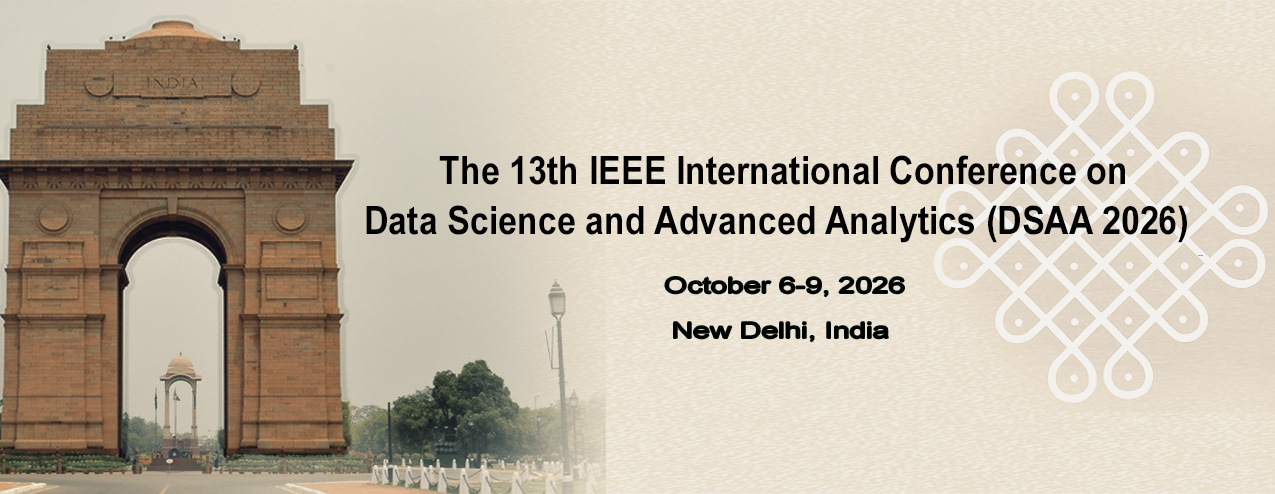 INDIA
The 13th IEEE International Conference on
Data Science and Advanced Analytics (DSAA 2026)
October 6-9, 2026
New Delhi, India